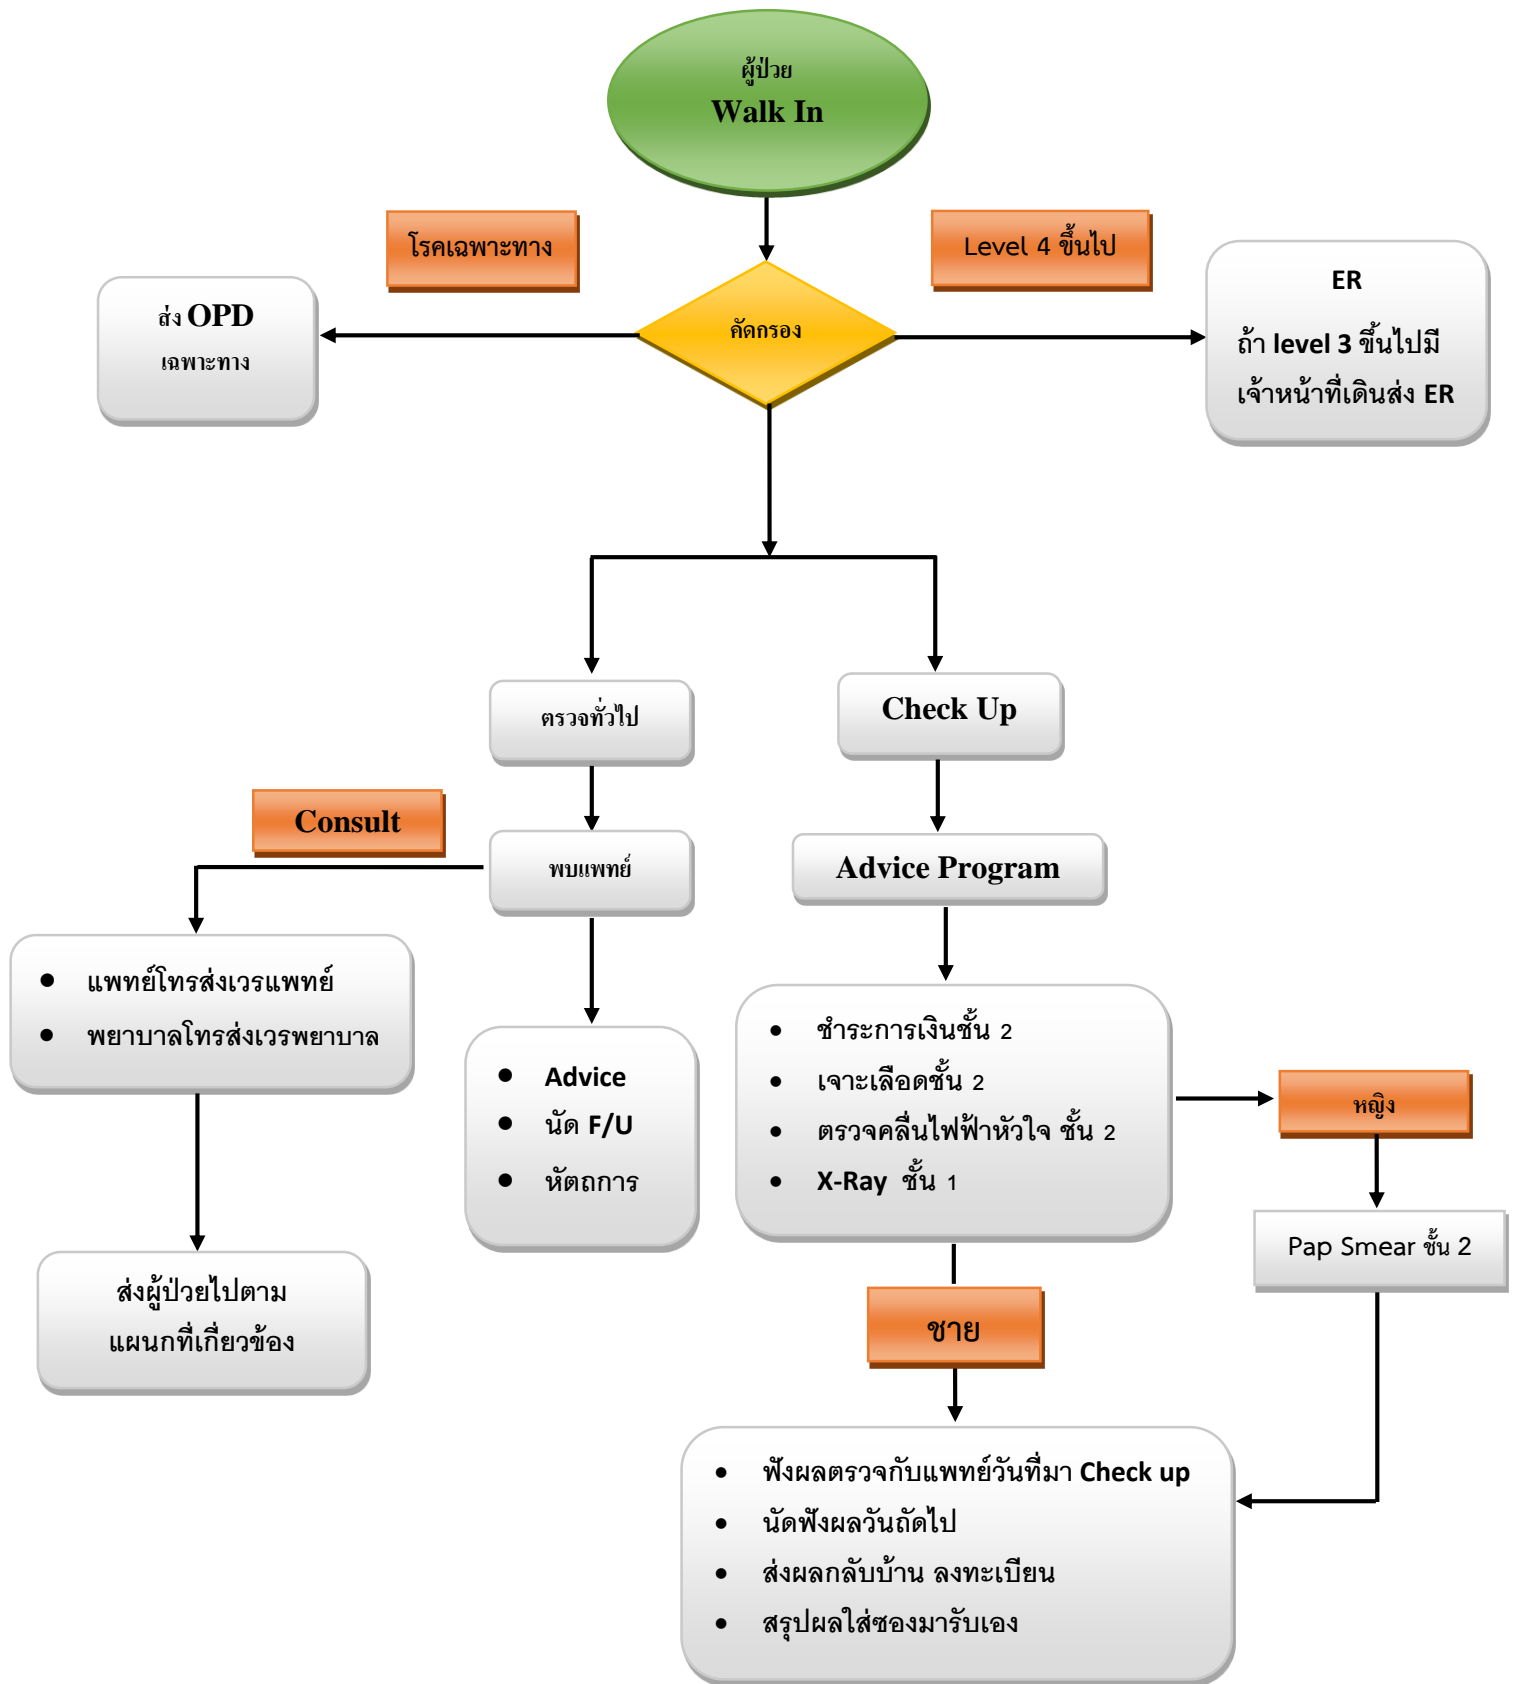 ผู้ป่วย
Walk In
โรคเฉพาะทาง
Level 4 ขึ้นไป
ส่ง OPD
เฉพาะทาง
คัดกรอง
ER
ถ้า level 3 ขึ้นไปมี
เจ้าหน้าที่เดินส่ง ER
ตรวจทั่วไป
Check Up
Consult
พบแพทย์
Advice Program
• แพทย์โทรส่งเวรแพทย์
• พยาบาลโทรส่งเวรพยาบาล
• Advice
• นัด F/U
• หัตถการ
• ชำระการเงินชั้น 2
• เจาะเลือดชั้น 2
• ตรวจคลื่นไฟฟ้าหัวใจ ชั้น 2
• X-Ray ชั้น 1
หญิง
Pap Smear ชั้น 2
ส่งผู้ป่วยไปตาม
แผนกที่เกี่ยวข้อง
ชาย
• ฟังผลตรวจกับแพทย์วันที่มา Check up
• นัดฟังผลวันถัดไป
• ส่งผลกลับบ้าน ลงทะเบียน
• สรุปผลใส่ซองมารับเอง